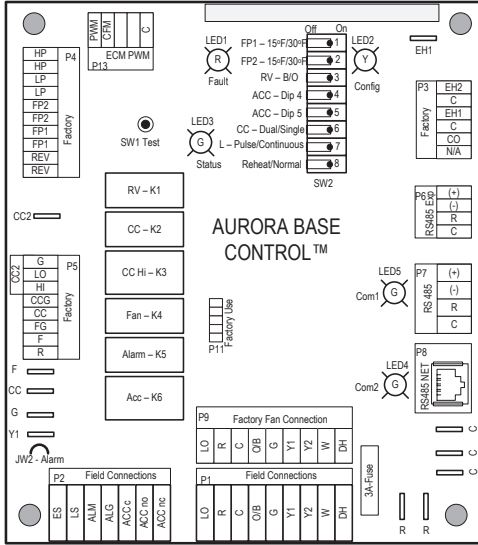 PWM
CFM
C
ECM PWM
P13
P4
HP
HP
LP
LP
FP2
FP2
FP1
FP1
REV
REV
Factory
SW1 Test
LED1
R
Fault
LED3
G
Status
Off On
FP1 – 15ºF/30ºF 1
FP2 – 15ºF/30ºF 2
RV – B/O 3
ACC – Dip 4 4
ACC – Dip 5 5
CC – Dual/Single 6
L – Pulse/Continuous 7
Reheat/Normal 8
SW2
LED2
Y
Config
EH1
P3
EH2
C
EH1
C
CO
N/A
Factory
RV – K1
CC – K2
CC Hi – K3
Fan – K4
Alarm – K5
Acc – K6
AURORA BASE
CONTROL™
P6
RS485 Exp
(+)
(-)
R
C
CC2
CC2
P5
G
LO
HI
CCG
CC
FG
F
R
Factory
Factory Use
P11
LED5
G
Com1
P7
RS 485
(+)
(-)
R
C
LED4
G
Com2
P8
RS485 NET
F
CC
G
Y1
JW2 - Alarm
P9 Factory Fan Connection
LO
R
C
O/B
G
Y1
Y2
W
DH
P2 Field Connections
ES
LS
ALM
ALG
ACC c
ACC no
ACC nc
P1 Field Connections
LO
R
C
O/B
G
Y1
Y2
W
DH
3A-Fuse
C
C
C
R
R